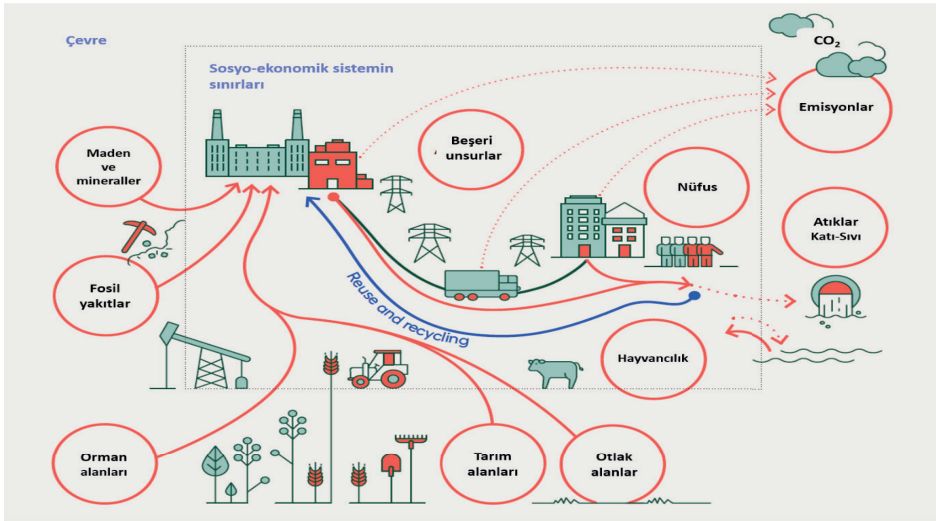 Çevre
Sosyo-ekonomik sistemin
sınırları
CO₂
Emisyonlar
Beşeri
unsurlar
Maden
ve
mineraller
Nüfus
Atıklar
Katı-Sıvı
Fosil
yakıtlar
Reuse and recycling
Hayvancılık
Orman
alanları
Tarım
alanları
Otlak
alanlar